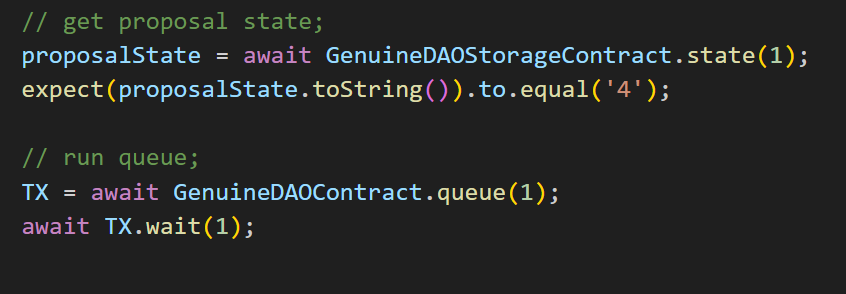 // get proposal state;
proposalState = await GenuineDAOStorageContract.state(1);
expect(proposalState.toString()).to.equal('4');
// run queue;
TX = await GenuineDAOContract.queue(1);
await TX.wait(1);